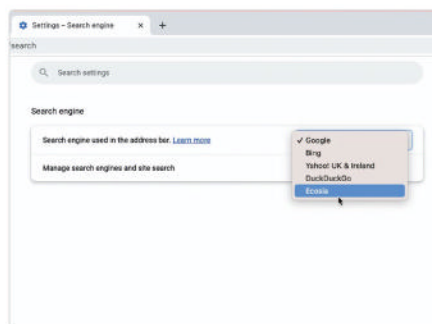 Settings – Search engine
search
Search settings
Search engine
Search engine used in the address bar. Learn more
Manage search engines and site search
✓ Google
Bing
Yahoo! UK & Ireland
DuckDuckGo
Ecosia